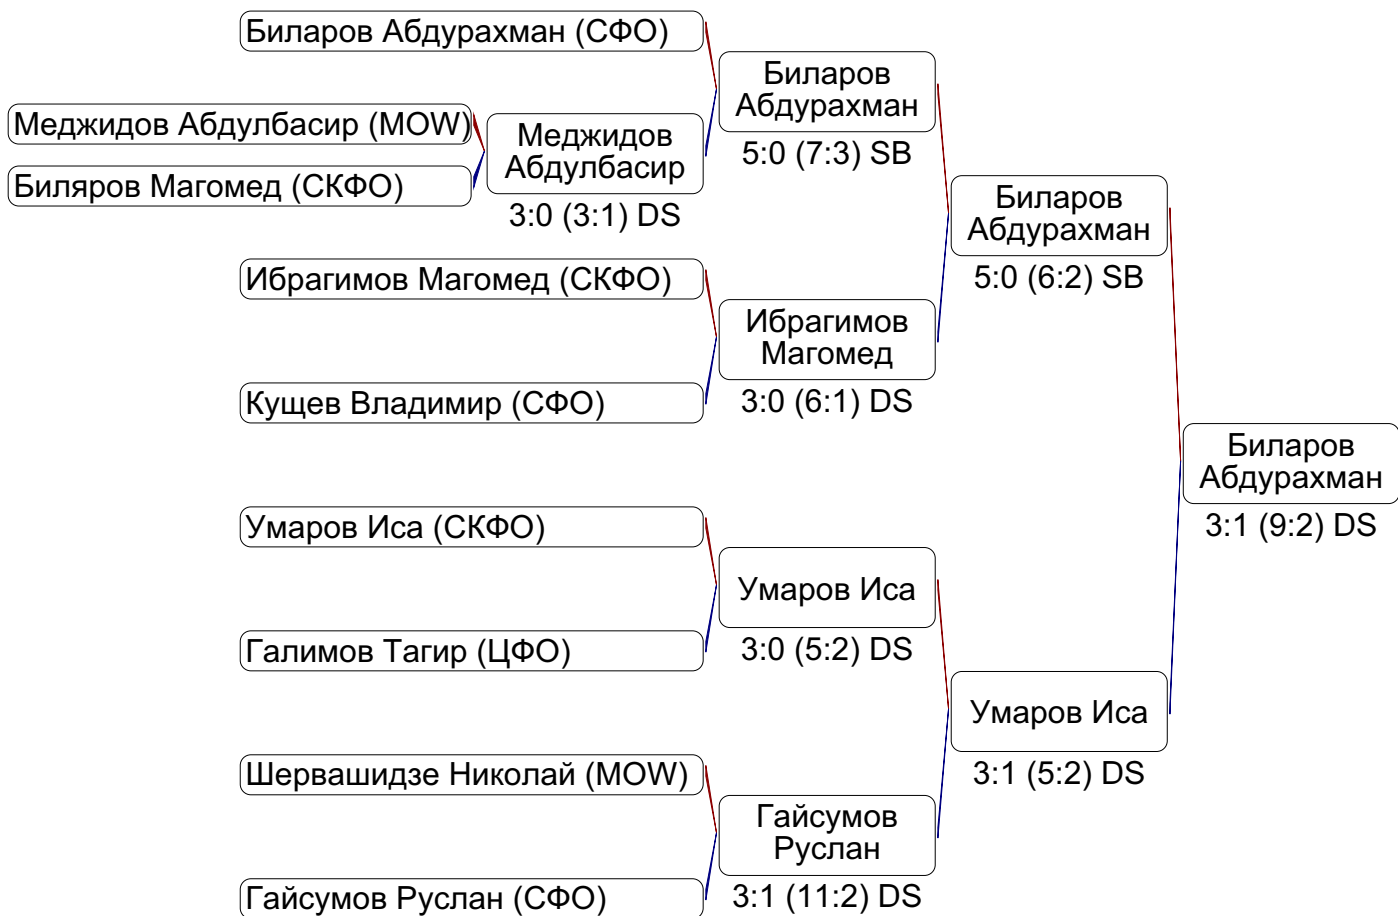 Биларов Абдурахман (СФО)
Меджидов Абдулбасир (MOW)
Биляров Магомед (СКФО)
Меджидов
Абдулбасир
3:0 (3:1) DS
Биларов
Абдурахман
5:0 (7:3) SB
Ибрагимов Магомед (СКФО)
Кущев Владимир (СФО)
Ибрагимов
Магомед
3:0 (6:1) DS
Биларов
Абдурахман
5:0 (6:2) SB
Умаров Иса (СКФО)
Галимов Тагир (ЦФО)
Умаров Иса
3:0 (5:2) DS
Шервашидзе Николай (MOW)
Гайсумов Руслан (СФО)
Гайсумов
Руслан
3:1 (11:2) DS
Умаров Иса
3:1 (5:2) DS
Биларов
Абдурахман
3:1 (9:2) DS